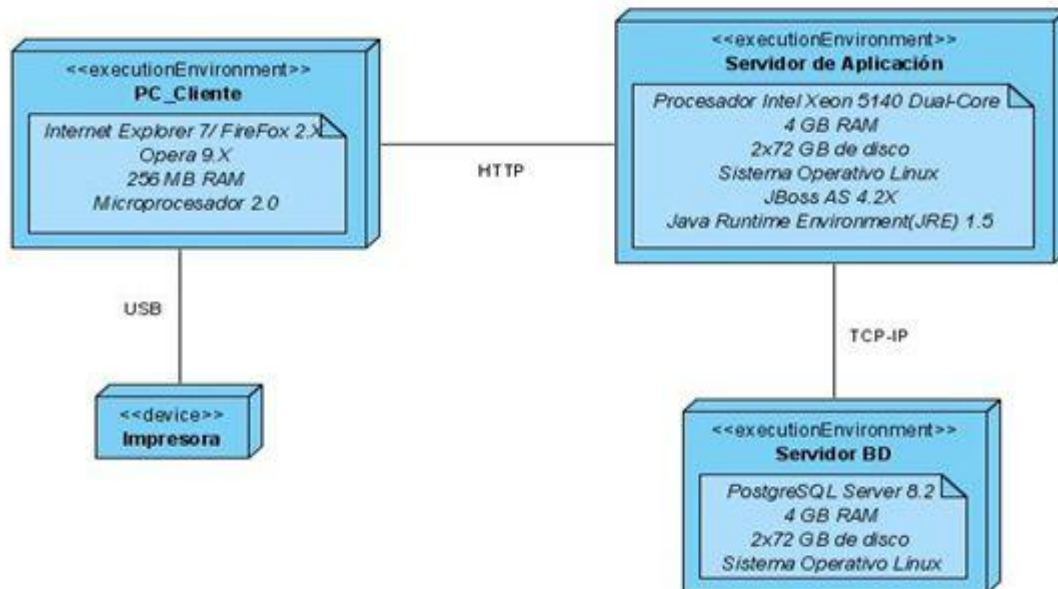 <<executionEnvironment>>
PC_Cliente
Internet Explorer 7/ FireFox 2.X
Opera 9.X
256 MB RAM
Microprocesador 2.0
HTTP
<<executionEnvironment>>
Servidor de Aplicación
Procesador Intel Xeon 5140 Dual-Core
4 GB RAM
2x72 GB de disco
Sistema Operativo Linux
JBoss AS 4.2X
Java Runtime Environment(JRE) 1.5
USB
TCP-IP
<<device>>
Impresora
<<executionEnvironment>>
Servidor BD
PostgreSQL Server 8.2
4 GB RAM
2x72 GB de disco
Sistema Operativo Linux